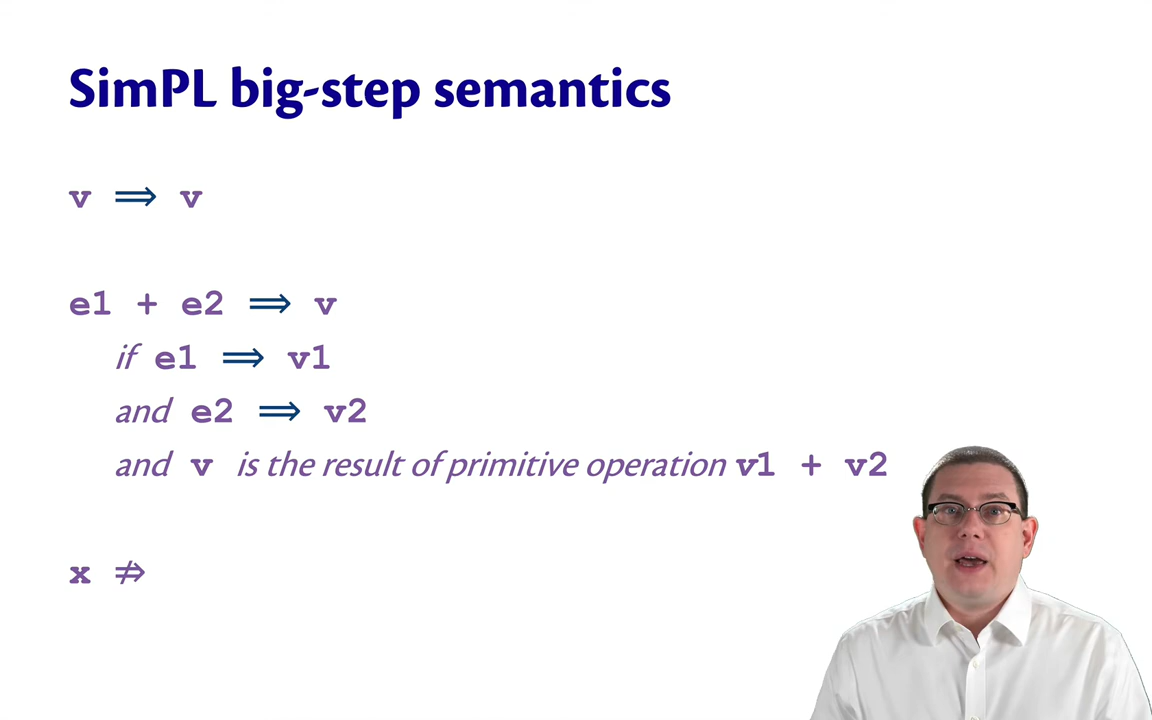 SimPL big-step semantics
v ⟹ v
e1 + e2 ⟹ v
if e1 ⟹ v1
and e2 ⟹ v2
and v is the result of primitive operation v1 + v2
x ⇏